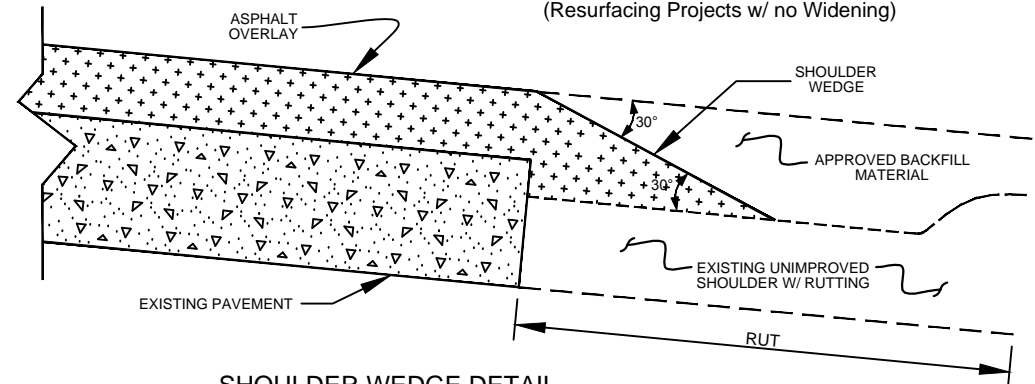 (Resurfacing Projects w/ no Widening)
ASPHALT
OVERLAY
SHOULDER
WEDGE
30°
APPROVED BACKFILL
MATERIAL
30°
EXISTING UNIMPROVED
SHOULDER W/ RUTTING
EXISTING PAVEMENT
RUT
SHOULDER WEDGE DETAIL